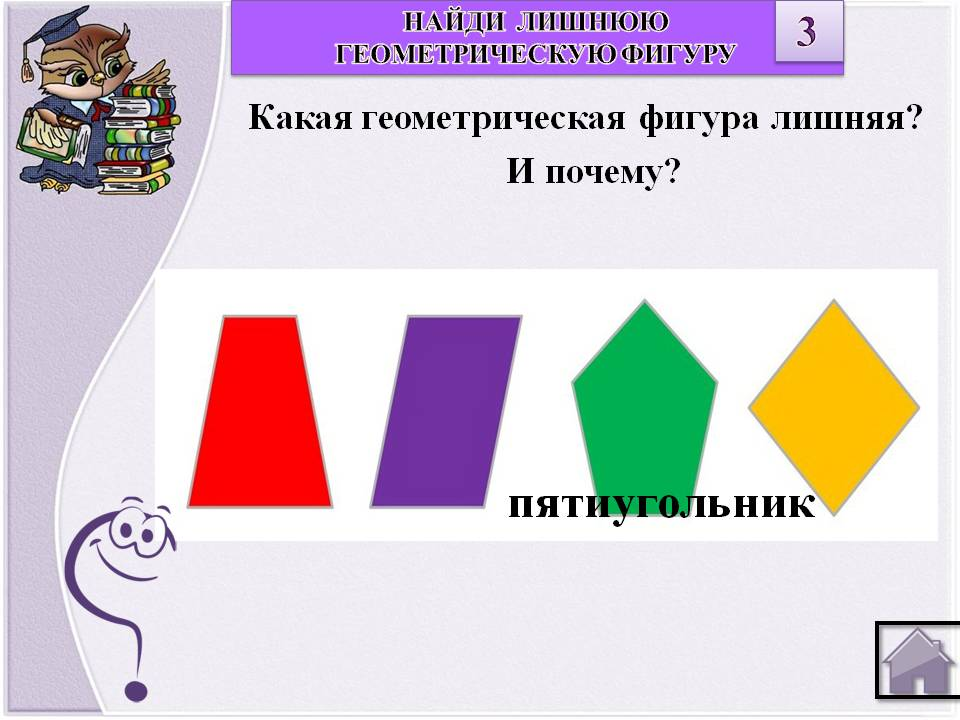 НАЙДИ ЛИШНЮЮ
ГЕОМЕТРИЧЕСКУЮ ФИГУРУ
3
Какая геометрическая фигура лишняя?
И почему?
пятиугольник